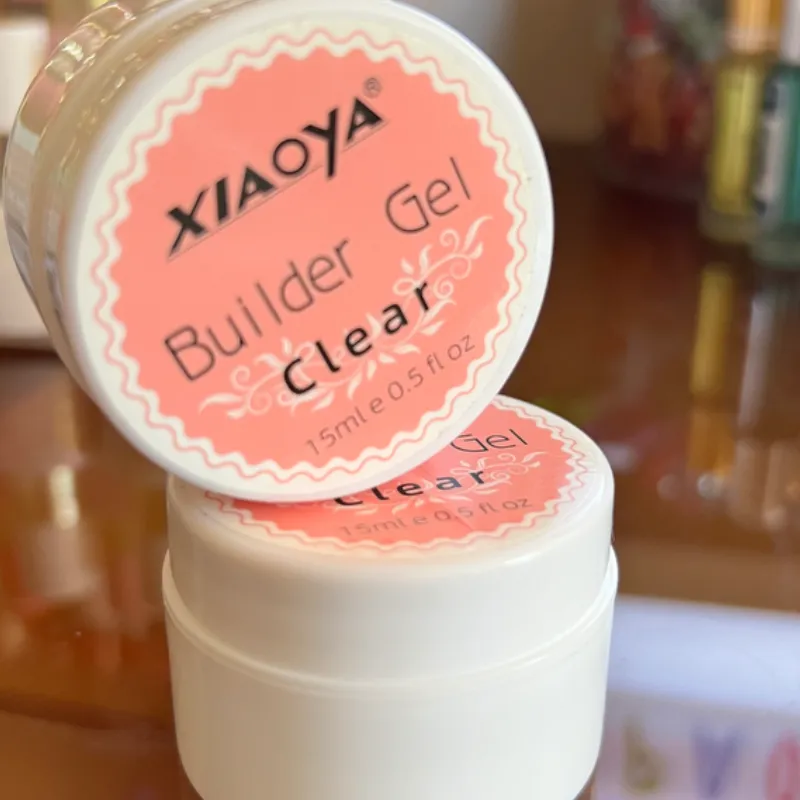 XIAOYA®
Builder Gel
Clear
15ml e 0.5 fl oz
Gel
Clear
15ml e 0.5 fl oz